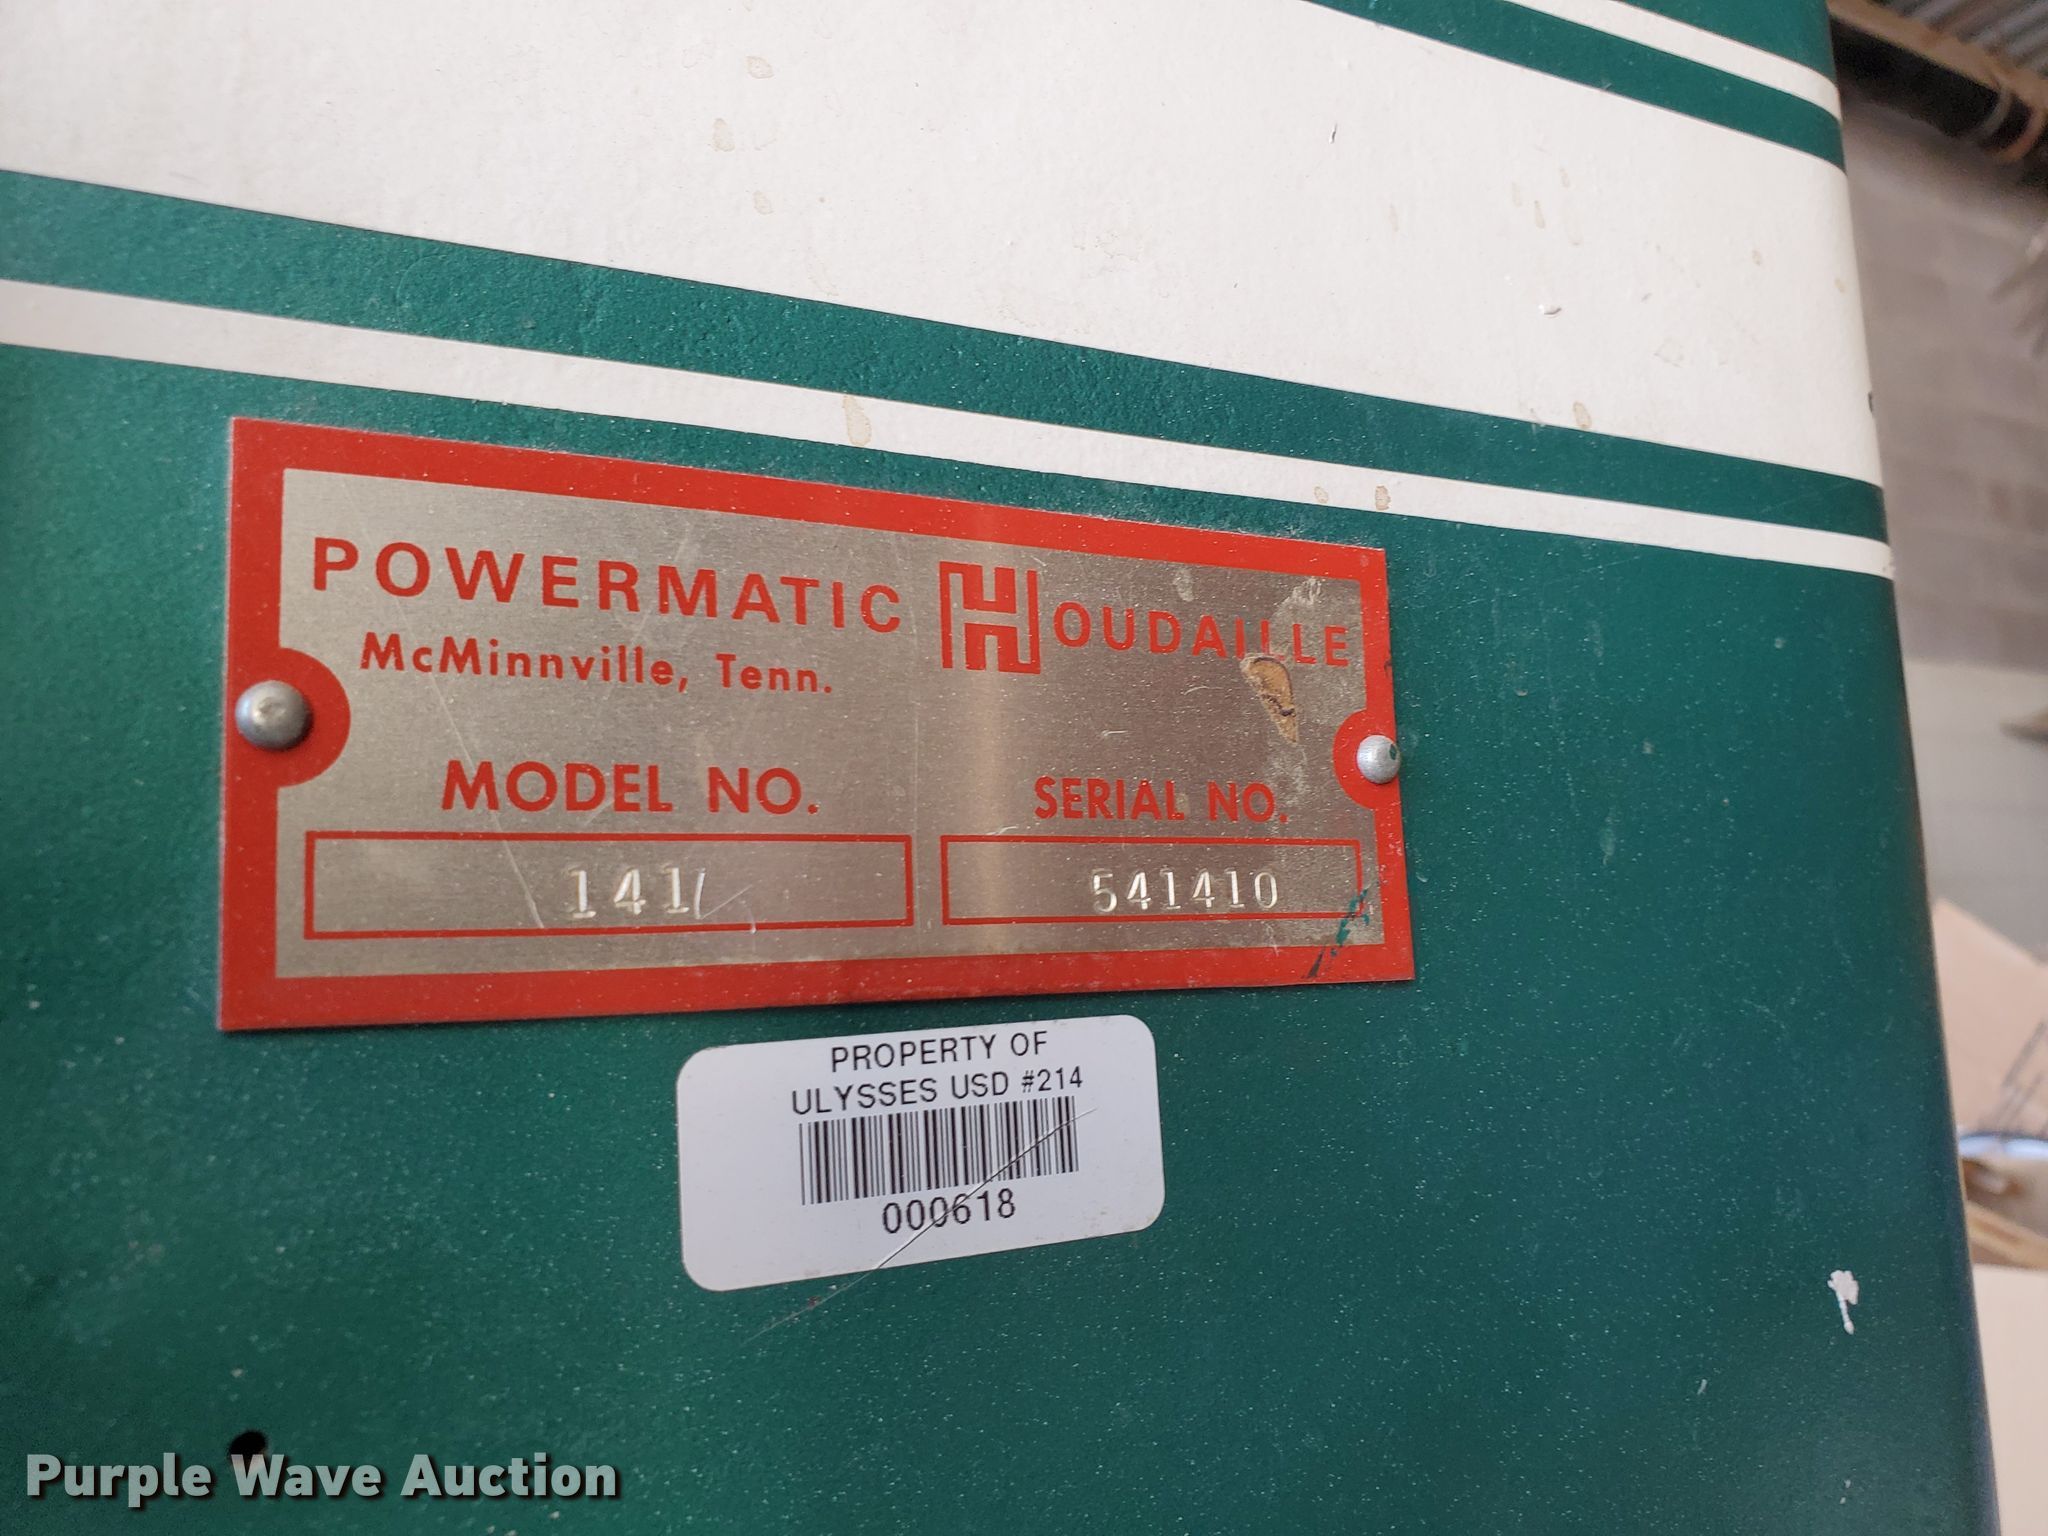 POWERMATIC HOUDAILLE
McMinnville, Tenn.
MODEL NO. SERIAL NO.
141 541410
PROPERTY OF
ULYSSES USD #214
000618
Purple Wave Auction